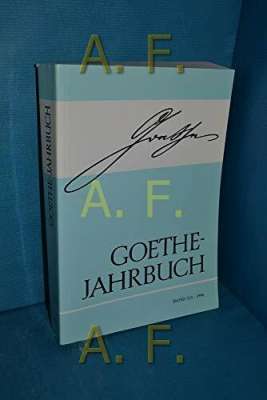 A. F.
GOETHE JAHRBUCH
Goethe
A. F.
GOETHE-
JAHRBUCH
A. F.